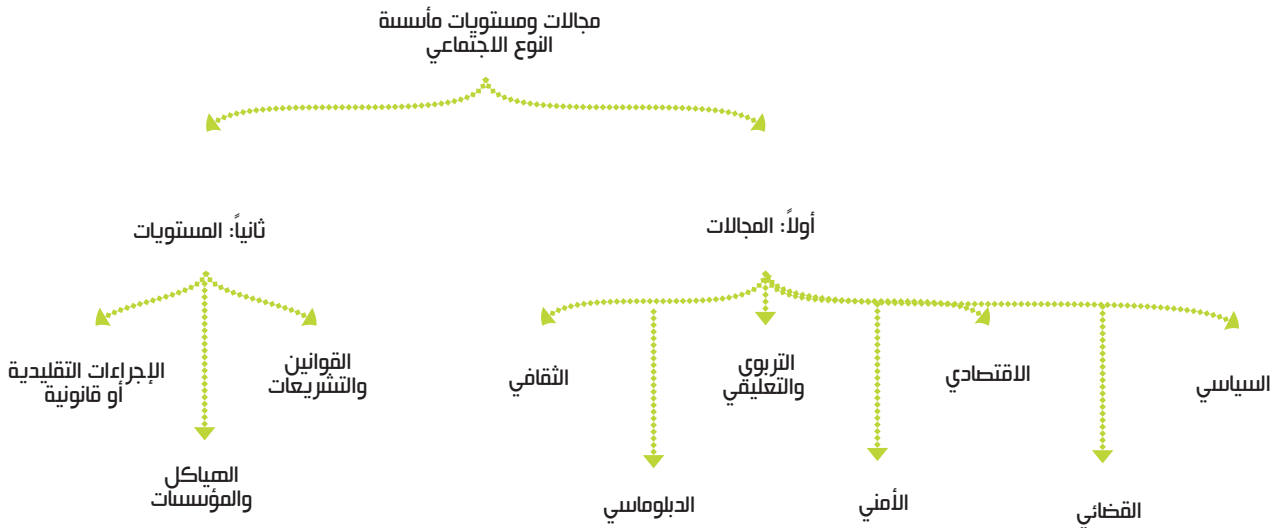 مجالات ومستويات مأسسة
النوع الاجتماعي
أولاً: المجالات
ثانياً: المستويات
السياسي
الاقتصادي
التربوي
والتعليقي
الثقافي
القضائي
الأمني
الدبلوماسي
القوانين
والتشريعات
الإجراءات التقليدية
أو قانونية
الهياكل
والمؤسسات